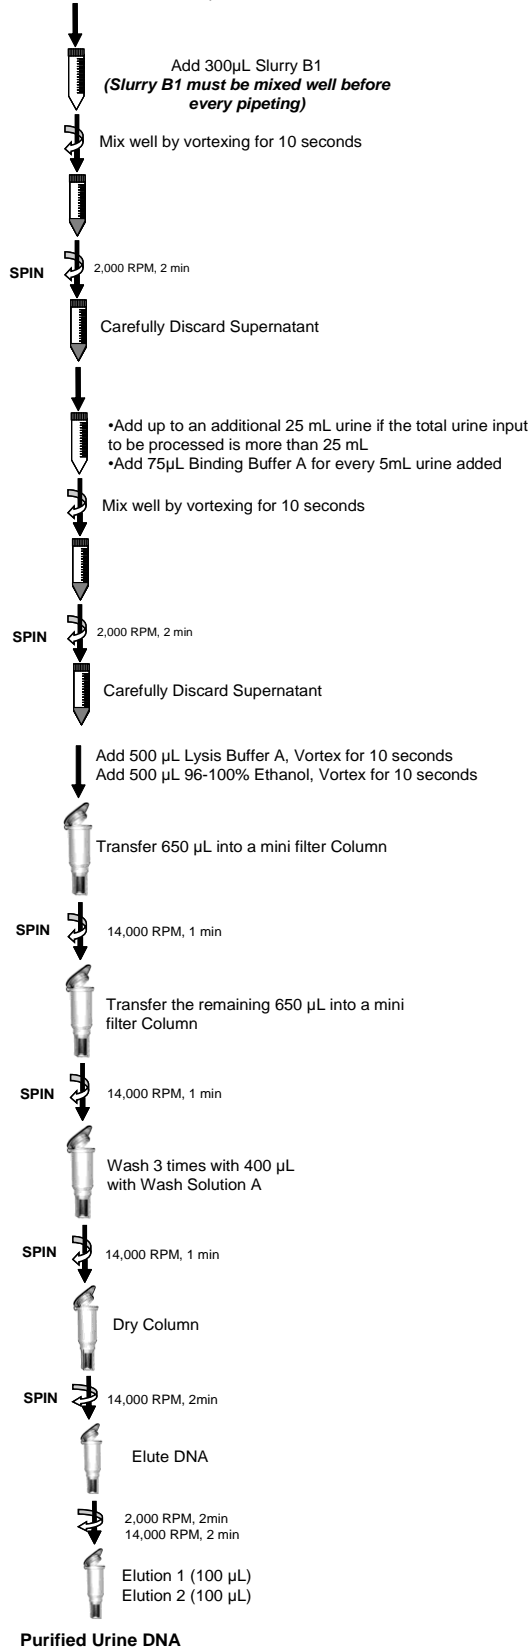 Add 300µL Slurry B1
(Slurry B1 must be mixed well before
every pipeting)
Mix well by vortexing for 10 seconds
SPIN
2,000 RPM, 2 min
Carefully Discard Supernatant
•Add up to an additional 25 mL urine if the total urine input
to be processed is more than 25 mL
•Add 75µL Binding Buffer A for every 5mL urine added
Mix well by vortexing for 10 seconds
SPIN
2,000 RPM, 2 min
Carefully Discard Supernatant
Add 500 µL Lysis Buffer A, Vortex for 10 seconds
Add 500 µL 96-100% Ethanol, Vortex for 10 seconds
Transfer 650 µL into a mini filter Column
SPIN
14,000 RPM, 1 min
Transfer the remaining 650 µL into a mini
filter Column
SPIN
14,000 RPM, 1 min
Wash 3 times with 400 µL
with Wash Solution A
SPIN
14,000 RPM, 1 min
Dry Column
SPIN
14,000 RPM, 2min
Elute DNA
2,000 RPM, 2min
14,000 RPM, 2 min
Elution 1 (100 µL)
Elution 2 (100 µL)
Purified Urine DNA